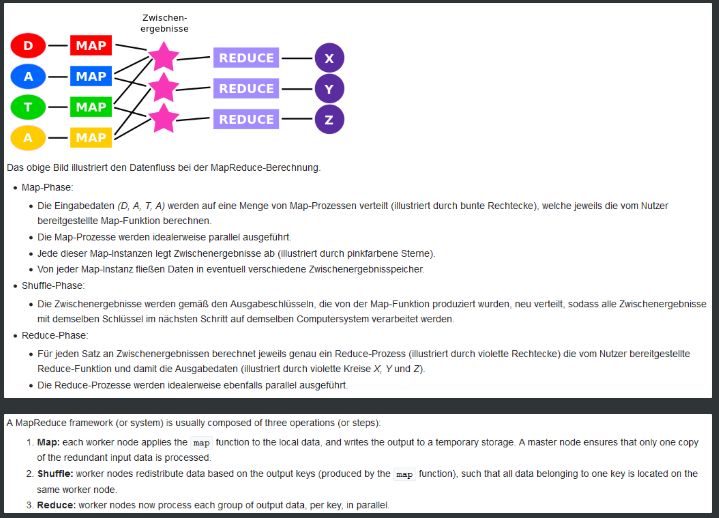 Zwischen-
ergebnisse
D MAP REDUCE X
A MAP REDUCE Y
T MAP REDUCE Z
A MAP
Das obige Bild illustriert den Datenfluss bei der MapReduce-Berechnung.
• Map-Phase:
• Die Eingabedaten (D, A, T, A) werden auf eine Menge von Map-Prozessen verteilt (illustriert durch bunte Rechtecke), welche jeweils die vom Nutzer
bereitgestellte Map-Funktion berechnen.
• Die Map-Prozesse werden idealerweise parallel ausgeführt.
• Jede dieser Map-Instanzen legt Zwischenergebnisse ab (illustriert durch pinkfarbene Sterne).
• Von jeder Map-Instanz fließen Daten in eventuell verschiedene Zwischenergebnisspeicher.
• Shuffle-Phase:
• Die Zwischenergebnisse werden gemäß den Ausgabeschlüsseln, die von der Map-Funktion produziert wurden, neu verteilt, sodass alle Zwischenergebnisse
mit demselben Schlüssel im nächsten Schritt auf demselben Computersystem verarbeitet werden.
• Reduce-Phase:
• Für jeden Satz an Zwischenergebnissen berechnet jeweils genau ein Reduce-Prozess (illustriert durch violette Rechtecke) die vom Nutzer bereitgestellte
Reduce-Funktion und damit die Ausgabedaten (illustriert durch violette Kreise X, Y und Z).
• Die Reduce-Prozesse werden idealerweise ebenfalls parallel ausgeführt.
A MapReduce framework (or system) is usually composed of three operations (or steps):
1. Map: each worker node applies the map function to the local data, and writes the output to a temporary storage. A master node ensures that only one copy
of the redundant input data is processed.
2. Shuffle: worker nodes redistribute data based on the output keys (produced by the map function), such that all data belonging to one key is located on the
same worker node.
3. Reduce: worker nodes now process each group of output data, per key, in parallel.